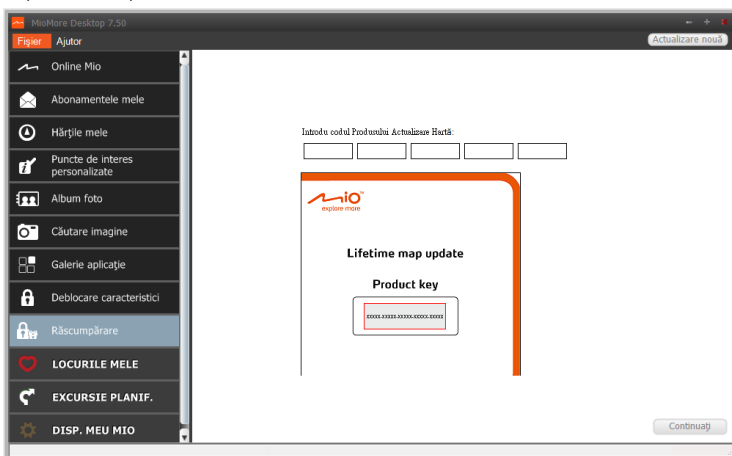 MioMore Desktop 7.50
Fişier Ajutor
Actualizare nouă
Online Mio
Abonamentele mele
Hărţile mele
Puncte de interes
personalizate
Album foto
Căutare imagine
Galerie aplicaţie
Deblocare caracteristici
Răscumpărare
LOCURILE MELE
EXCURSIE PLANIF.
DISP. MEU MIO
Introdu codul Produsului Actualizare Hartă:
mio™
explore more
Lifetime map update
Product key
xxxxx-xxxxx-xxxxx-xxxxx-xxxxx
Continuaţi